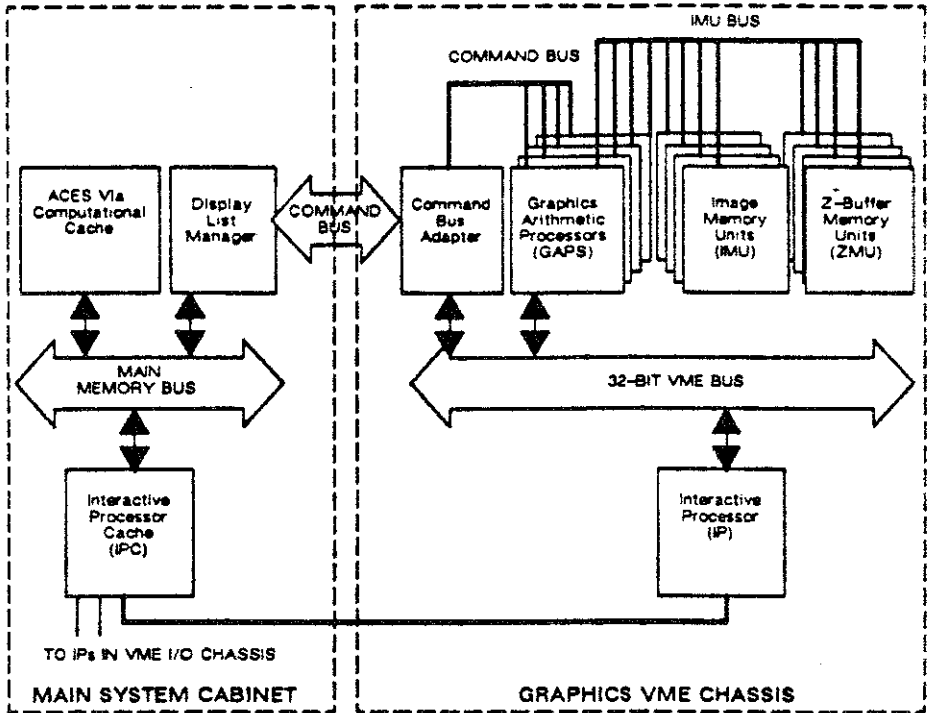 IMU BUS
COMMAND BUS
ACES VIa
Computational
Cache
Display
List
Manager
COMMAND
BUS
Command
Bus
Adapter
Graphics
Arithmetic
Processors
(GAPS)
Image
Memory
Units
(IMU)
Z-Buffer
Memory
Units
(ZMU)
MAIN
MEMORY BUS
32-BIT VME BUS
Interactive
Processor
Cache
(IPC)
Interactive
Processor
(IP)
TO IPs IN VME I/O CHASSIS
MAIN SYSTEM CABINET
GRAPHICS VME CHASSIS